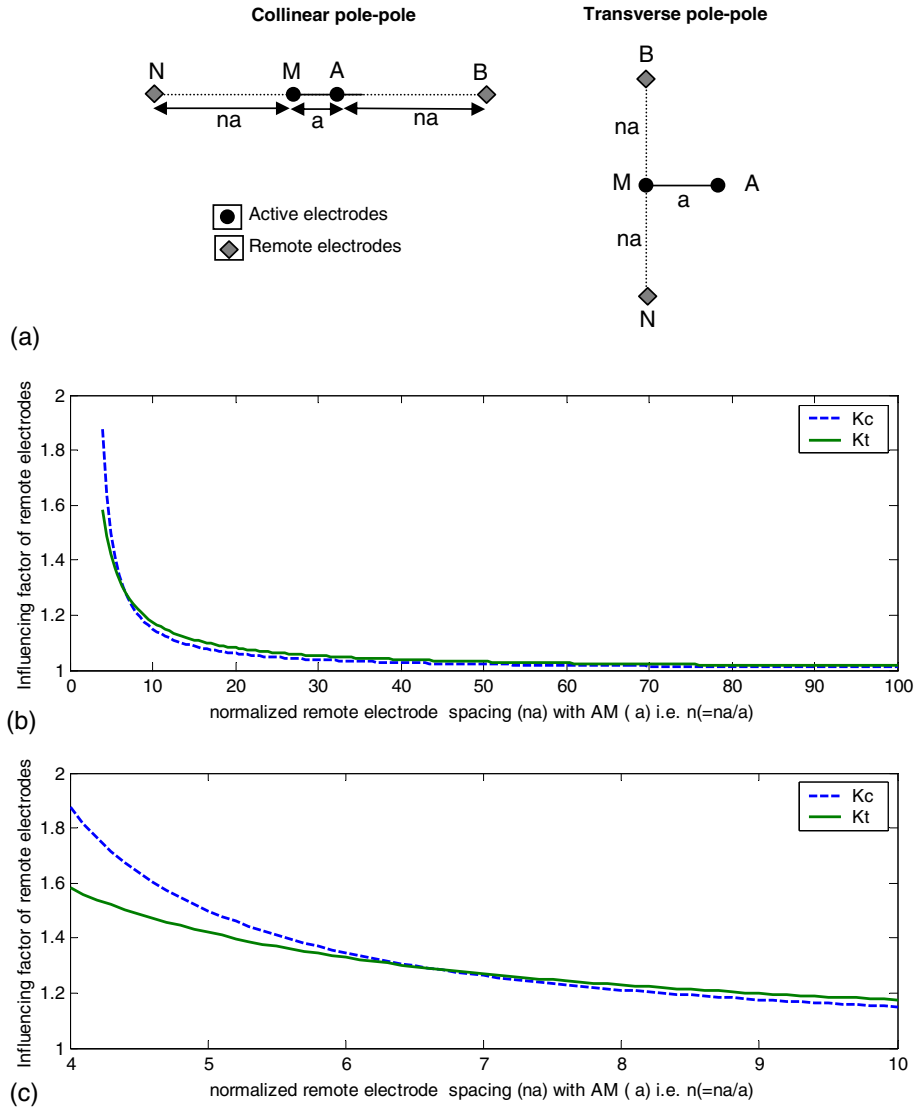 Collinear pole-pole
Transverse pole-pole
N M A B
na a na
B
na
M A
a
na
N
Active electrodes
Remote electrodes
(a)
Influencing factor of remote electrodes
2
1.8
1.6
1.4
1.2
1
Kc
Kt
0 10 20 30 40 50 60 70 80 90 100
normalized remote electrode spacing (na) with AM ( a) i.e. n(=na/a)
(b)
Influencing factor of remote electrodes
2
1.8
1.6
1.4
1.2
1
Kc
Kt
4 5 6 7 8 9 10
normalized remote electrode spacing (na) with AM ( a) i.e. n(=na/a)
(c)